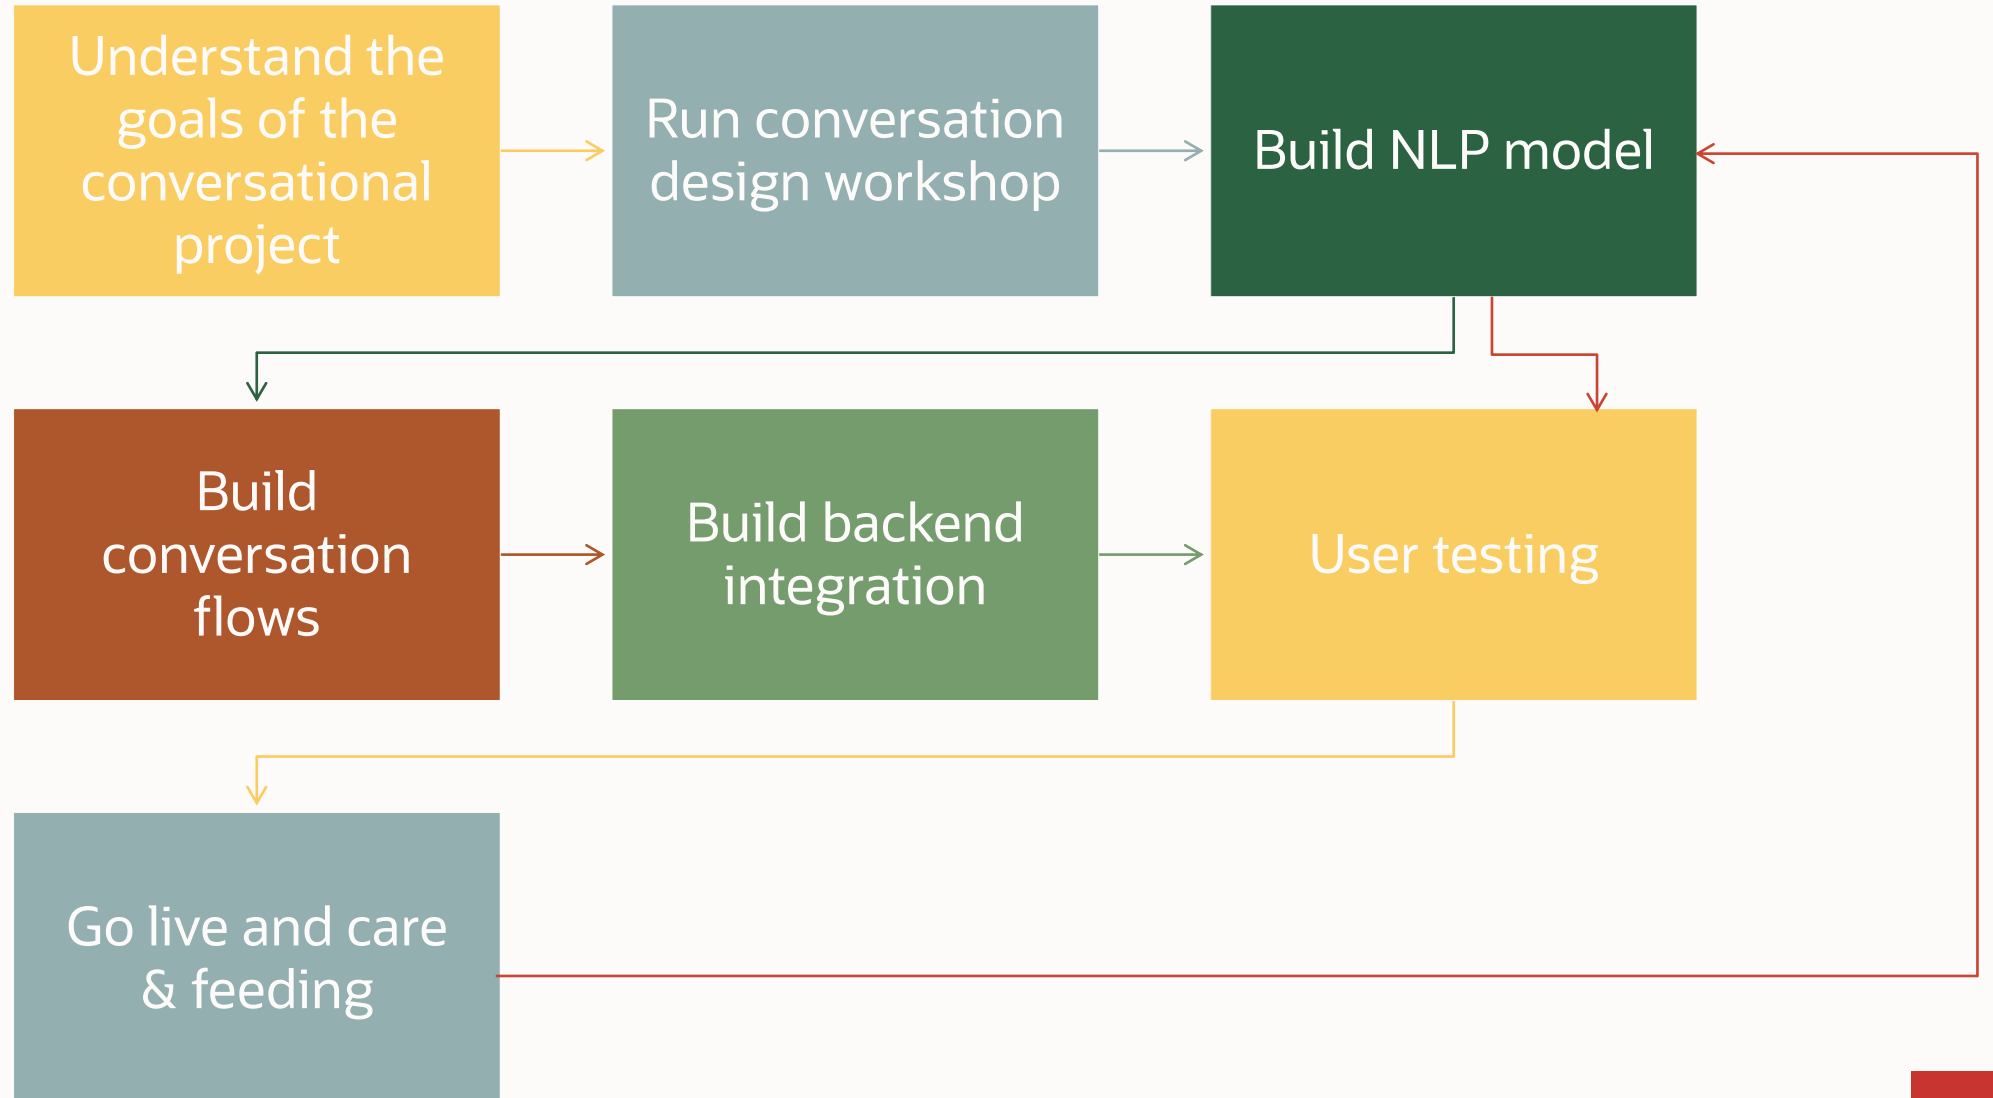 Understand the
goals of the
conversational
project
Run conversation
design workshop
Build NLP model
Build
conversation
flows
Build backend
integration
User testing
Go live and care
& feeding